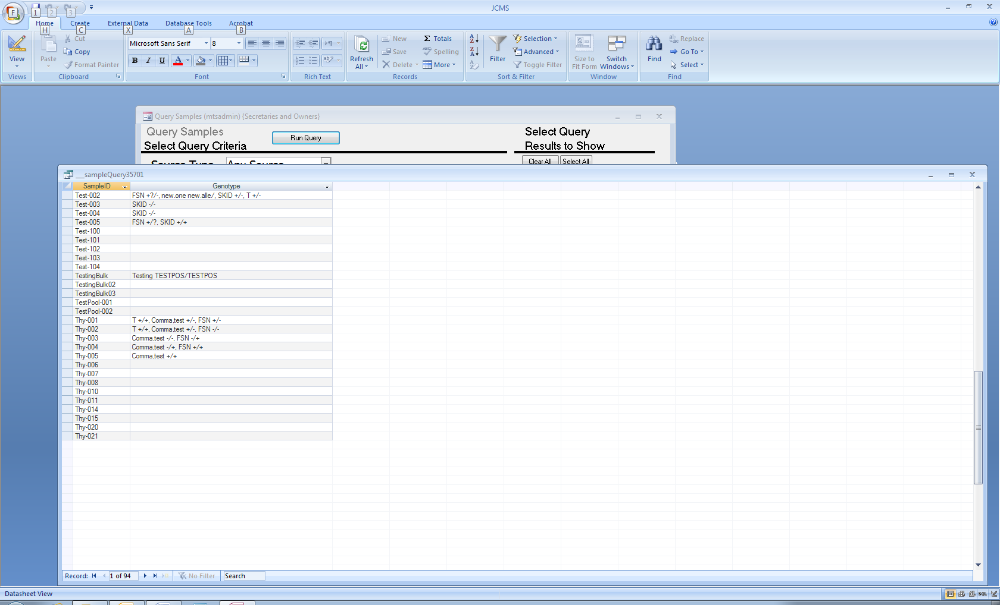 JCMS
F
1 2 3
Home Create External Data Database Tools Acrobat
H C X A B
View
Views
Paste
Cut
Copy
Format Painter
Clipboard
Microsoft Sans Serif 8
B I U A
Font
Rich Text
Refresh All
New
Save
Delete
Σ Totals
Spelling
More
Records
Filter
Selection
Advanced
Toggle Filter
Sort & Filter
Size to Fit Form
Switch Windows
Window
Find
Replace
Go To
Select
Find
Query Samples (mtsadmin) {Secretaries and Owners}
Query Samples
Select Query Criteria
Run Query
Select Query
Results to Show
Source Type Any Source
Clear All Select All
__sampleQuery35701
SampleID Genotype
Test-002 FSN +?/-, new.one new.alle/, SKID +/-, T +/-
Test-003 SKID -/-
Test-004 SKID -/-
Test-005 FSN +/?, SKID +/+
Test-100
Test-101
Test-102
Test-103
Test-104
TestingBulk Testing TESTPOS/TESTPOS
TestingBulk02
TestingBulk03
TestPool-001
TestPool-002
Thy-001 T +/+, Comma,test +/-, FSN +/-
Thy-002 T +/+, Comma,test +/-, FSN -/-
Thy-003 Comma,test -/-, FSN -/+
Thy-004 Comma,test -/+, FSN +/+
Thy-005 Comma,test +/+
Thy-006
Thy-007
Thy-008
Thy-010
Thy-011
Thy-014
Thy-015
Thy-020
Thy-021
Record: 1 of 94 No Filter Search
Datasheet View
SQL